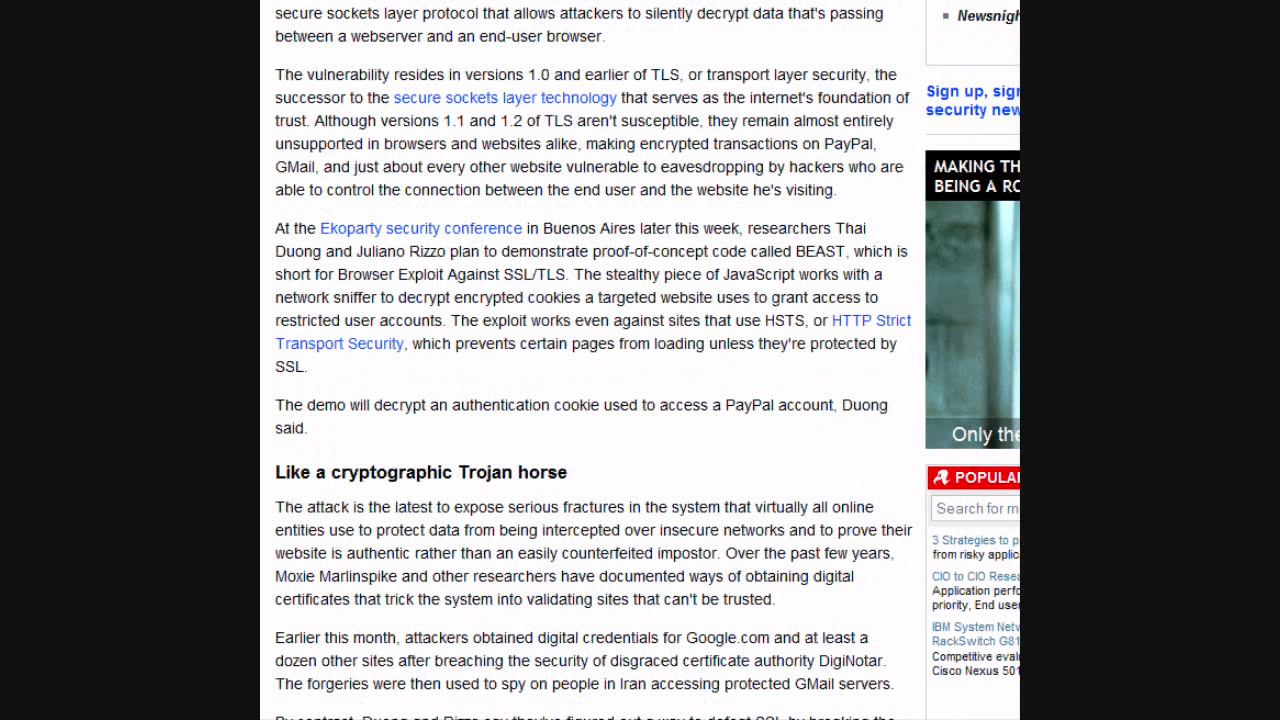 secure sockets layer protocol that allows attackers to silently decrypt data that's passing
between a webserver and an end-user browser.
The vulnerability resides in versions 1.0 and earlier of TLS, or transport layer security, the
successor to the secure sockets layer technology that serves as the internet's foundation of
trust. Although versions 1.1 and 1.2 of TLS aren't susceptible, they remain almost entirely
unsupported in browsers and websites alike, making encrypted transactions on PayPal,
GMail, and just about every other website vulnerable to eavesdropping by hackers who are
able to control the connection between the end user and the website he's visiting.
At the Ekoparty security conference in Buenos Aires later this week, researchers Thai
Duong and Juliano Rizzo plan to demonstrate proof-of-concept code called BEAST, which is
short for Browser Exploit Against SSL/TLS. The stealthy piece of JavaScript works with a
network sniffer to decrypt encrypted cookies a targeted website uses to grant access to
restricted user accounts. The exploit works even against sites that use HSTS, or HTTP Strict
Transport Security, which prevents certain pages from loading unless they're protected by
SSL.
The demo will decrypt an authentication cookie used to access a PayPal account, Duong
said.
Like a cryptographic Trojan horse
The attack is the latest to expose serious fractures in the system that virtually all online
entities use to protect data from being intercepted over insecure networks and to prove their
website is authentic rather than an easily counterfeited impostor. Over the past few years,
Moxie Marlinspike and other researchers have documented ways of obtaining digital
certificates that trick the system into validating sites that can't be trusted.
Earlier this month, attackers obtained digital credentials for Google.com and at least a
dozen other sites after breaching the security of disgraced certificate authority DigiNotar.
The forgeries were then used to spy on people in Iran accessing protected GMail servers.
Newsnigh
Sign up, sign
security new
MAKING TH
BEING A RO
Only the
POPULA
Search for m
3 Strategies to p
from risky applic
CIO to CIO Resea
Application perfo
priority, End use
IBM System Netw
RackSwitch G81
Competitive eval
Cisco Nexus 501